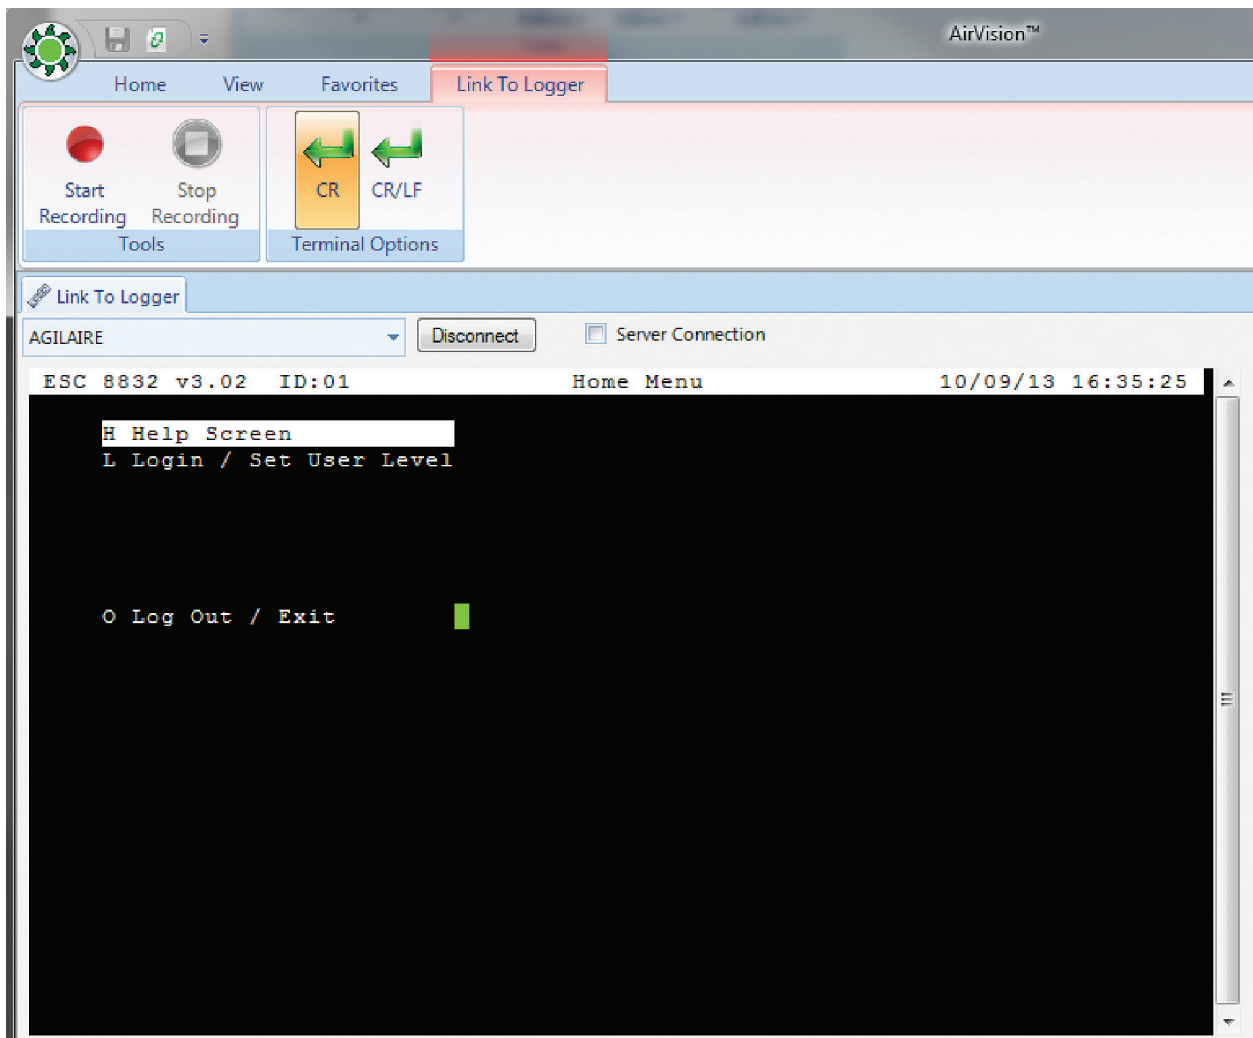 AirVision™
Home View Favorites Link To Logger
Start Recording Stop Recording CR CR/LF
Tools Terminal Options
Link To Logger
AGILAIRE Disconnect Server Connection
ESC 8832 v3.02 ID:01 Home Menu 10/09/13 16:35:25
H Help Screen
L Login / Set User Level
O Log Out / Exit